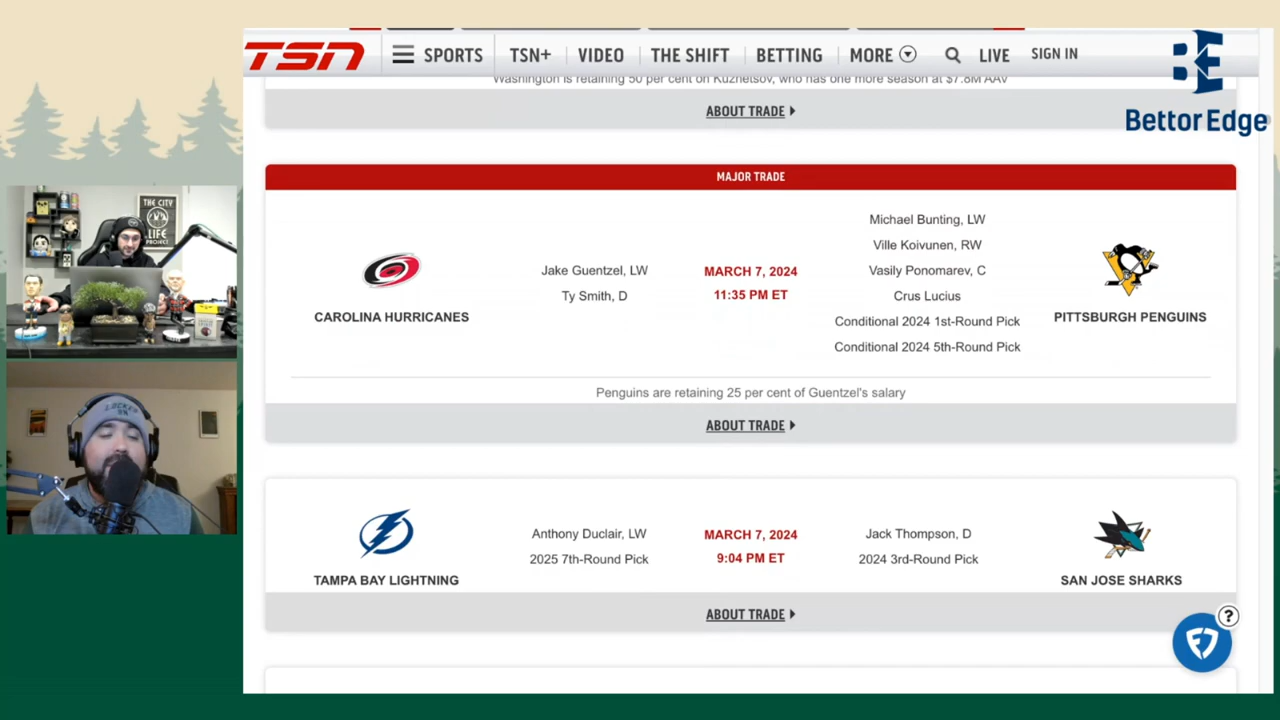 TSN
SPORTS
TSN+
VIDEO
THE SHIFT
BETTING
MORE
LIVE
SIGN IN
BettorEdge
Washington is retaining 50 per cent on Kuznetsov, who has one more season at $7.8M AAV
ABOUT TRADE
MAJOR TRADE
CAROLINA HURRICANES
Jake Guentzel, LW
Ty Smith, D
MARCH 7, 2024
11:35 PM ET
Michael Bunting, LW
Ville Koivunen, RW
Vasily Ponomarev, C
Crus Lucius
Conditional 2024 1st-Round Pick
Conditional 2024 5th-Round Pick
PITTSBURGH PENGUINS
Penguins are retaining 25 per cent of Guentzel's salary
ABOUT TRADE
TAMPA BAY LIGHTNING
Anthony Duclair, LW
2025 7th-Round Pick
MARCH 7, 2024
9:04 PM ET
Jack Thompson, D
2024 3rd-Round Pick
SAN JOSE SHARKS
ABOUT TRADE
?
THE CITY
LIFE
PROJECT
LOCKED
ON